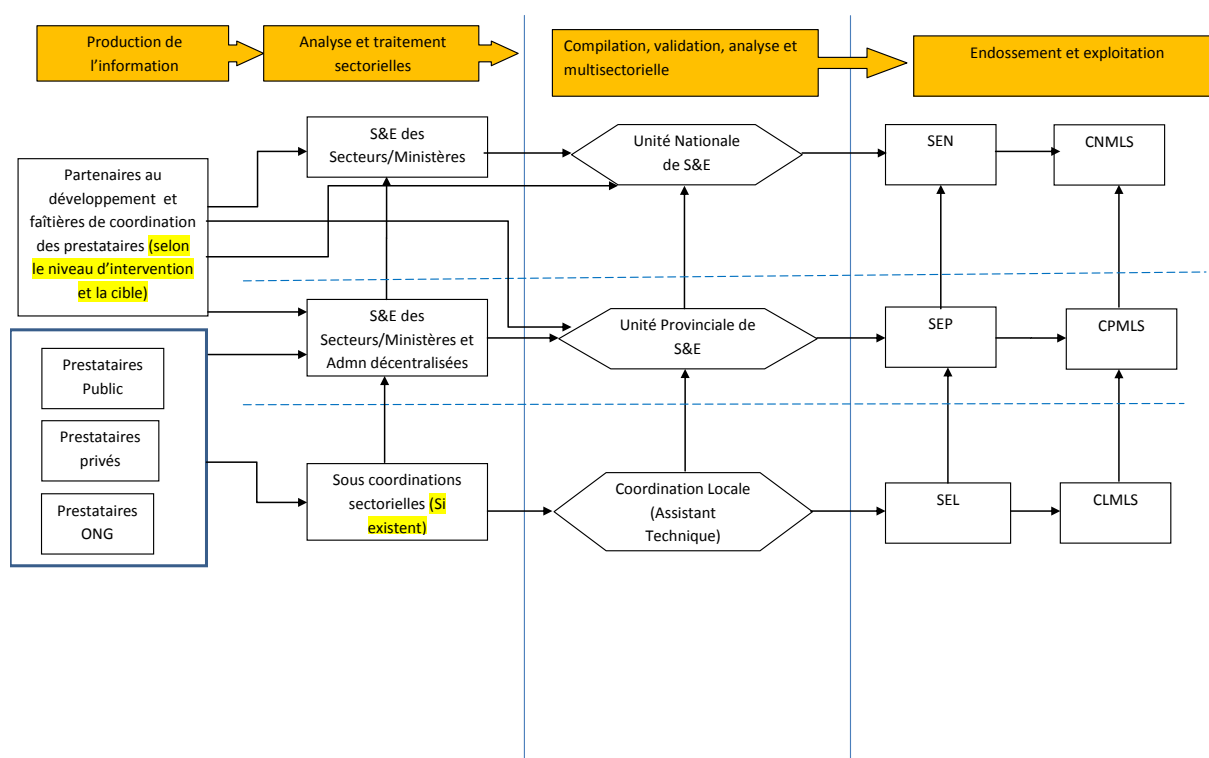 Production de
l'information
Analyse et traitement
sectorielles
Compilation, validation, analyse et
multisectorielle
Endossement et exploitation
Partenaires au
développement et
faîtières de coordination
des prestataires (selon
le niveau d'intervention
et la cible)
S&E des
Secteurs/Ministères
Unité Nationale
de S&E
SEN
CNMLS
S&E des
Secteurs/Ministères et
Admn décentralisées
Unité Provinciale de
S&E
SEP
CPMLS
Prestataires
Public
Prestataires
privés
Prestataires
ONG
Sous coordinations
sectorielles (Si
existent)
Coordination Locale
(Assistant
Technique)
SEL
CLMLS